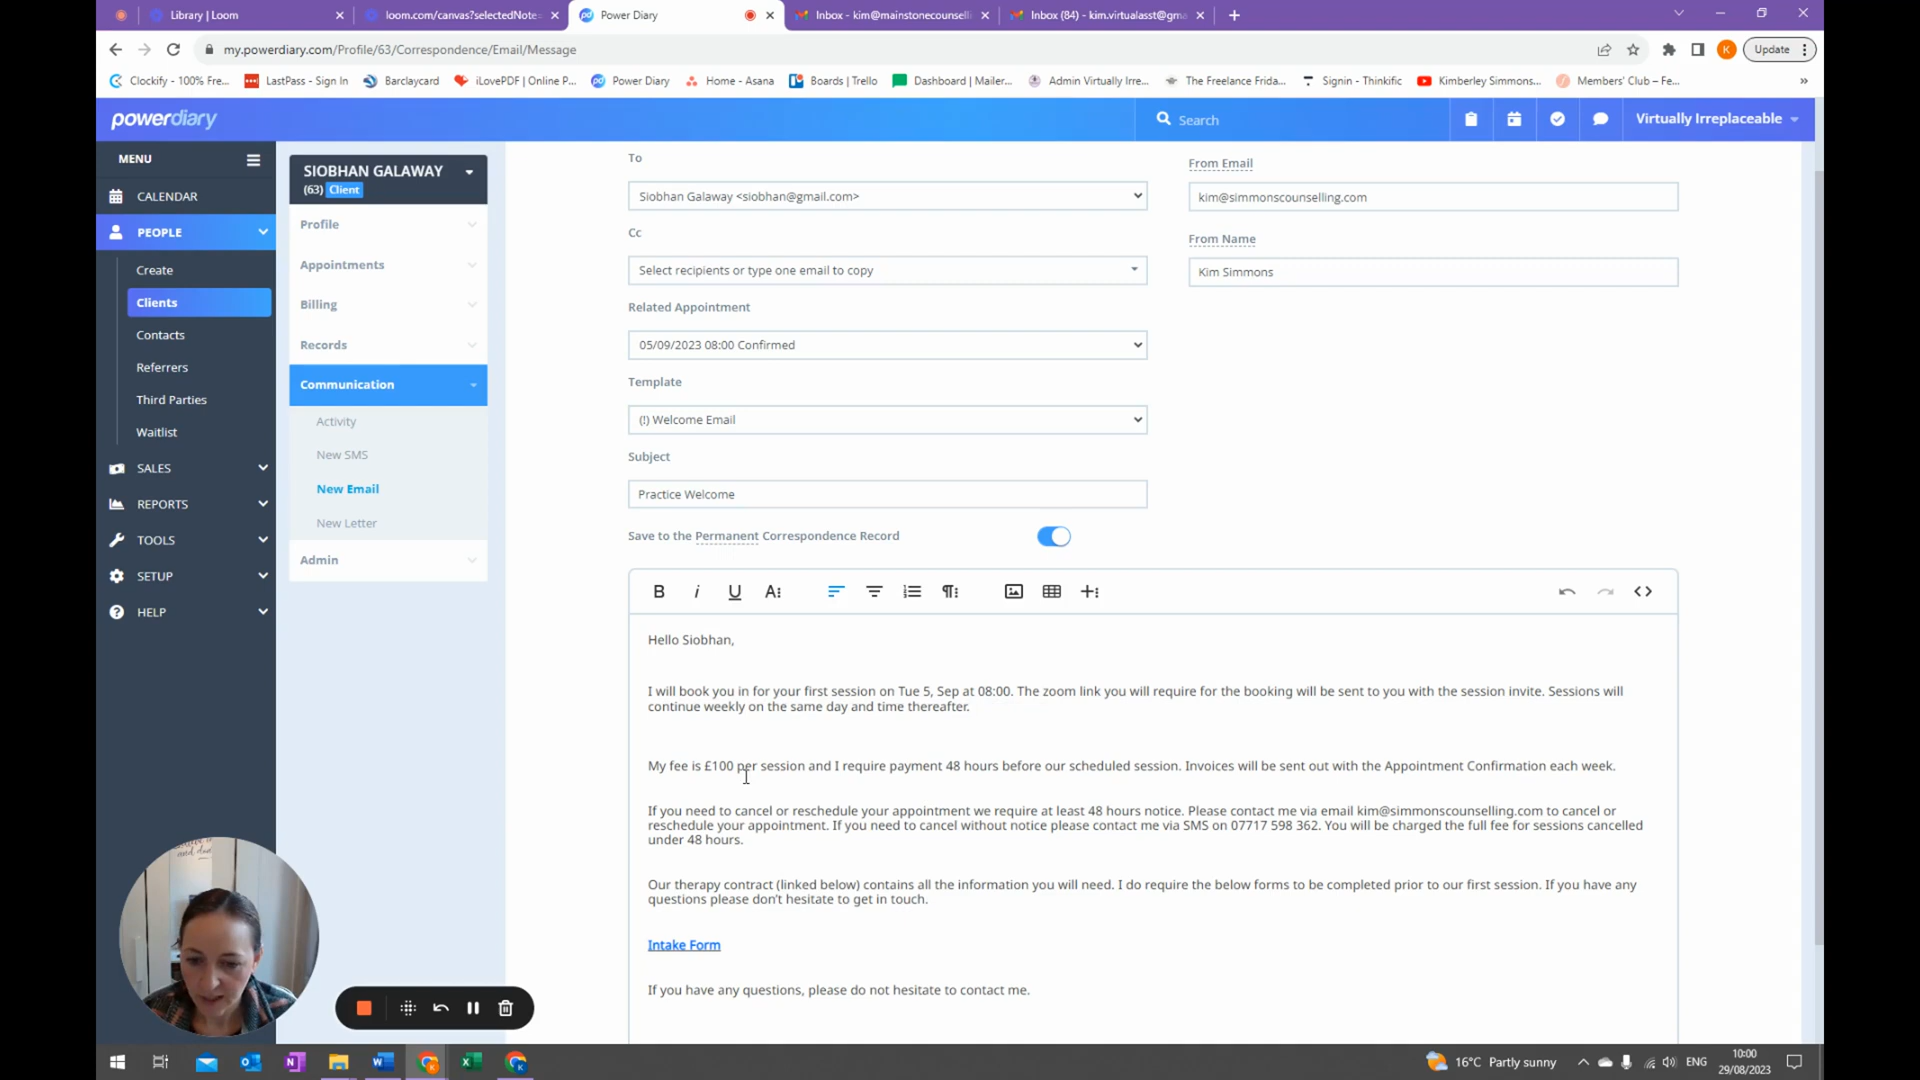 Library | Loom
loom.com/canvas?selectedNote=
Power Diary
Inbox - kim@mainstonecounselli
Inbox (84) - kim.virtualasst@gma
my.powerdiary.com/Profile/63/Correspondence/Email/Message
K
Update
Clockify - 100% Fre...
LastPass - Sign In
Barclaycard
iLovePDF | Online P...
Power Diary
Home - Asana
Boards | Trello
Dashboard | Mailer...
Admin Virtually Irre...
The Freelance Frida...
Signin - Thinkific
Kimberley Simmons...
Members' Club – Fe...
powerdiary
Search
Virtually Irreplaceable
MENU
CALENDAR
PEOPLE
Create
Clients
Contacts
Referrers
Third Parties
Waitlist
SALES
REPORTS
TOOLS
SETUP
HELP
SIOBHAN GALAWAY
(63) Client
Profile
Appointments
Billing
Records
Communication
Activity
New SMS
New Email
New Letter
Admin
To
Siobhan Galaway <siobhan@gmail.com>
From Email
kim@simmonscounselling.com
Cc
Select recipients or type one email to copy
From Name
Kim Simmons
Related Appointment
05/09/2023 08:00 Confirmed
Template
(!) Welcome Email
Subject
Practice Welcome
Save to the Permanent Correspondence Record
Hello Siobhan,
I will book you in for your first session on Tue 5, Sep at 08:00. The zoom link you will require for the booking will be sent to you with the session invite. Sessions will
continue weekly on the same day and time thereafter.
My fee is £100 per session and I require payment 48 hours before our scheduled session. Invoices will be sent out with the Appointment Confirmation each week.
If you need to cancel or reschedule your appointment we require at least 48 hours notice. Please contact me via email kim@simmonscounselling.com to cancel or
reschedule your appointment. If you need to cancel without notice please contact me via SMS on 07717 598 362. You will be charged the full fee for sessions cancelled
under 48 hours.
Our therapy contract (linked below) contains all the information you will need. I do require the below forms to be completed prior to our first session. If you have any
questions please don't hesitate to get in touch.
Intake Form
If you have any questions, please do not hesitate to contact me.
16°C Partly sunny
ENG
10:00
29/08/2023